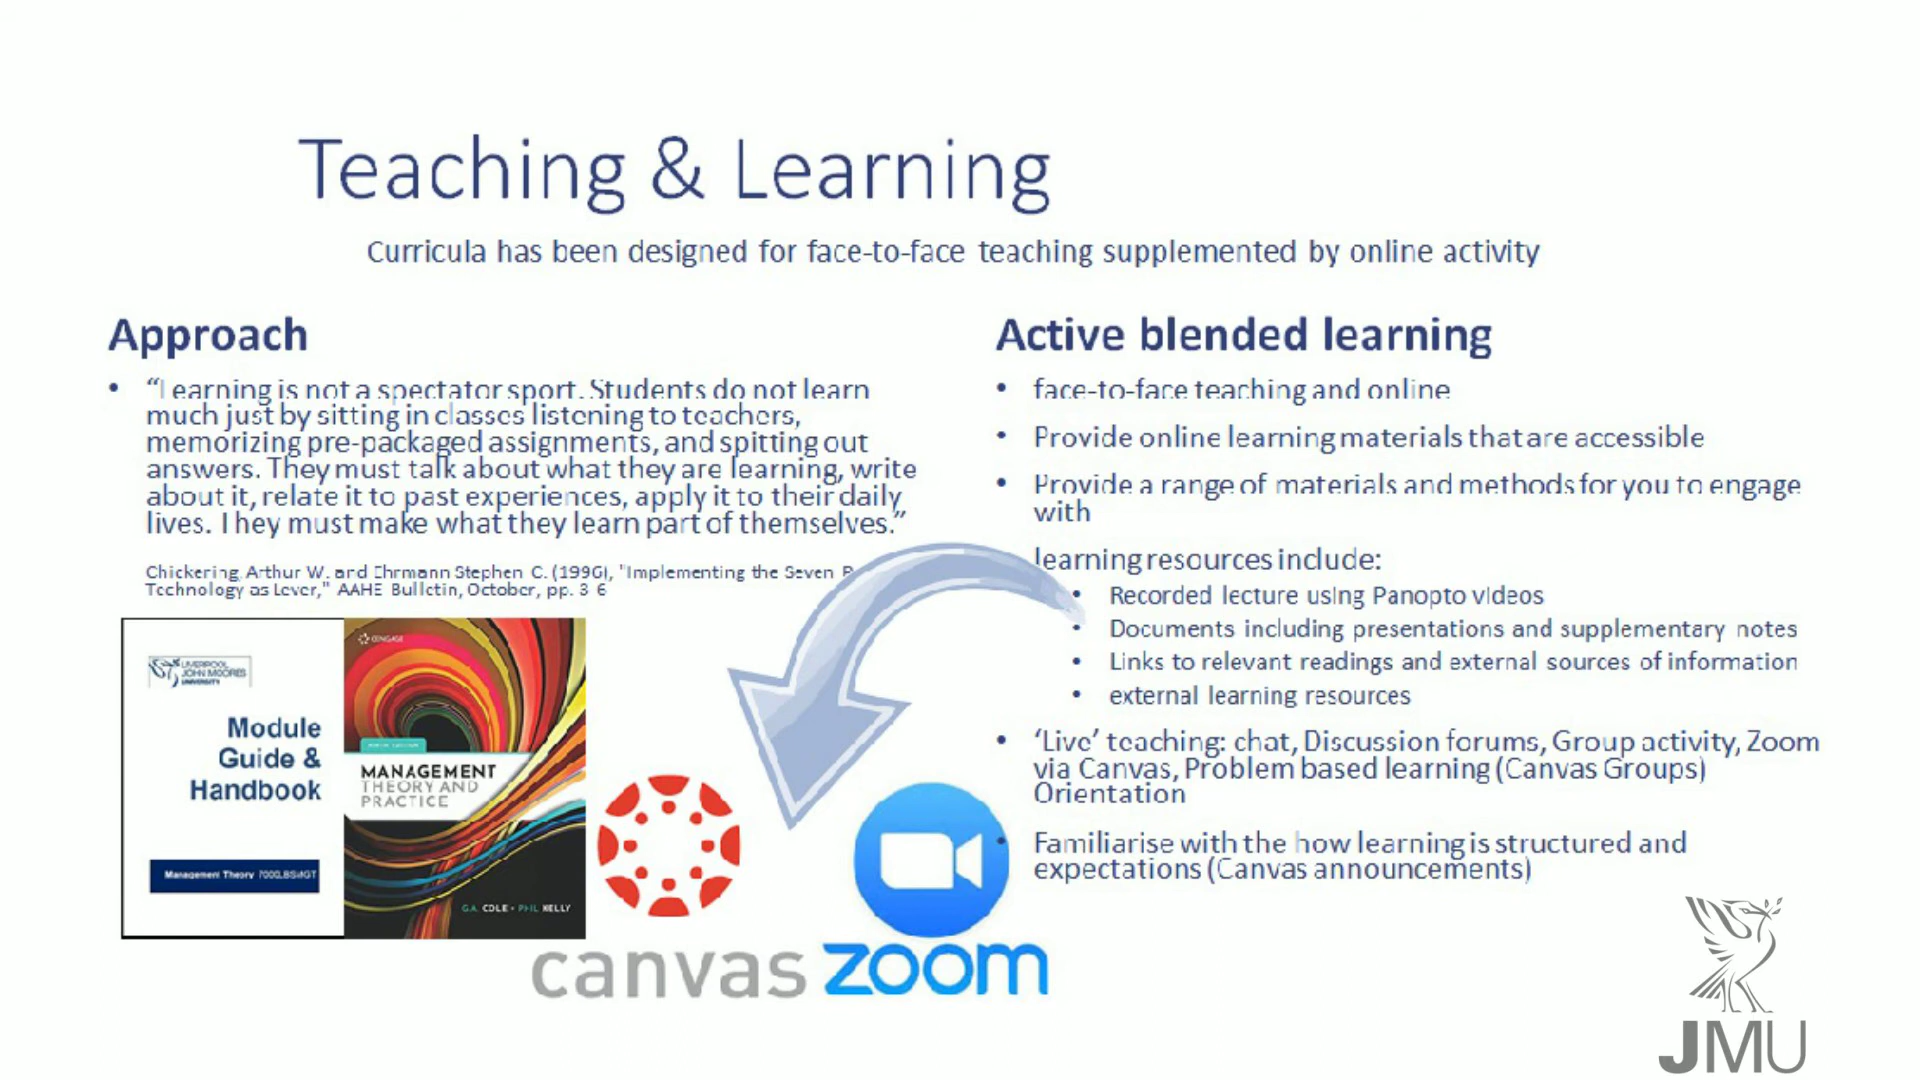 Teaching & Learning
Curricula has been designed for face-to-face teaching supplemented by online activity
Approach
• “Learning is not a spectator sport. Students do not learn
much just by sitting in classes listening to teachers,
memorizing pre-packaged assignments, and spitting out
answers. They must talk about what they are learning, write
about it, relate it to past experiences, apply it to their daily
lives. They must make what they learn part of themselves.”
Chickering, Arthur W. and Ehrmann Stephen C. (1996), "Implementing the Seven
Technology as Lever," AAHE Bulletin, October, pp. 3-6
LIVERPOOL
JOHN MOORES
UNIVERSITY
Module
Guide &
Handbook
Management Theory 7000,BSMGT
CENGAGE
MANAGEMENT
THEORY AND
PRACTICE
G.A. COLE • PHIL KELLY
canvas
zoom
Active blended learning
• face-to-face teaching and online
• Provide online learning materials that are accessible
• Provide a range of materials and methods for you to engage
with
learning resources include:
• Recorded lecture using Panopto videos
• Documents including presentations and supplementary notes
• Links to relevant readings and external sources of information
• external learning resources
• ‘Live’ teaching: chat, Discussion forums, Group activity, Zoom
via Canvas, Problem based learning (Canvas Groups)
Orientation
• Familiarise with the how learning is structured and
expectations (Canvas announcements)
JMU